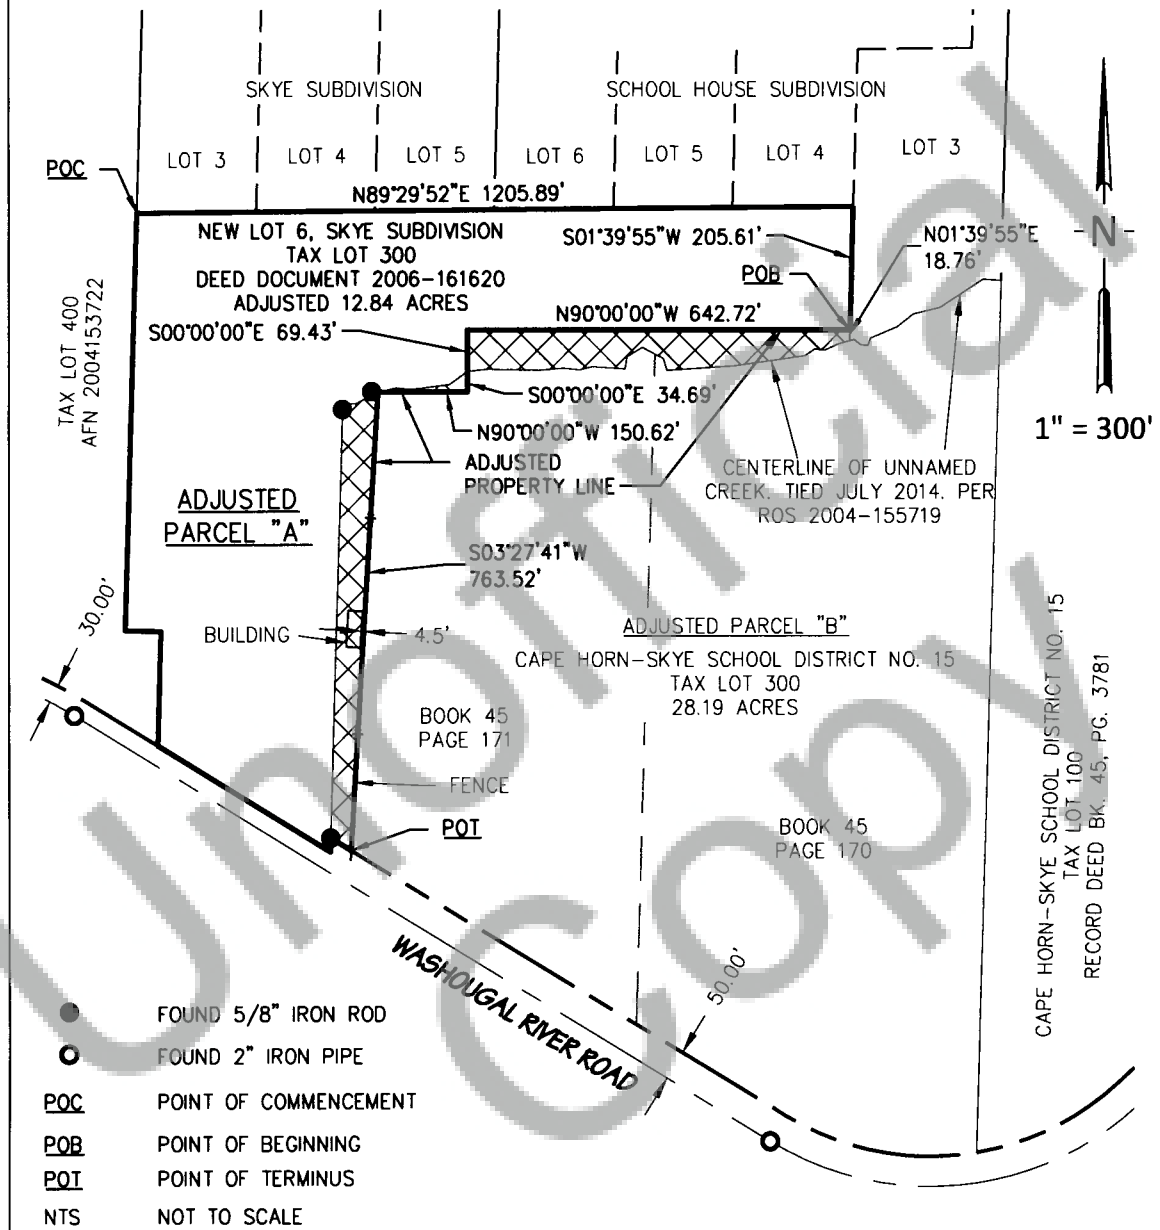 SKYE SUBDIVISION
SCHOOL HOUSE SUBDIVISION
LOT 3
LOT 4
LOT 5
LOT 6
LOT 5
LOT 4
LOT 3
POC
N89°29'52"E 1205.89'
NEW LOT 6, SKYE SUBDIVISION
TAX LOT 300
DEED DOCUMENT 2006-161620
ADJUSTED 12.84 ACRES
S01°39'55"W 205.61'
N01°39'55"E
18.76'
POB
N
TAX LOT 400
AFN 2004153722
S00°00'00"E 69.43'
N90°00'00"W 642.72'
S00°00'00"E 34.69'
N90°00'00"W 150.62'
1" = 300'
ADJUSTED
PROPERTY LINE
CENTERLINE OF UNNAMED
CREEK. TIED JULY 2014. PER
ROS 2004-155719
ADJUSTED
PARCEL "A"
S03°27'41"W
763.52'
30.00'
BUILDING
4.5'
ADJUSTED PARCEL "B"
CAPE HORN-SKYE SCHOOL DISTRICT NO. 15
TAX LOT 300
28.19 ACRES
BOOK 45
PAGE 171
FENCE
POT
BOOK 45
PAGE 170
CAPE HORN-SKYE SCHOOL DISTRICT NO. 15
TAX LOT 100
RECORD DEED BK. 45, PG. 3781
WASHOUGAL RIVER ROAD
50.00'
FOUND 5/8" IRON ROD
FOUND 2" IRON PIPE
POC POINT OF COMMENCEMENT
POB POINT OF BEGINNING
POT POINT OF TERMINUS
NTS NOT TO SCALE
Unofficial
Copy